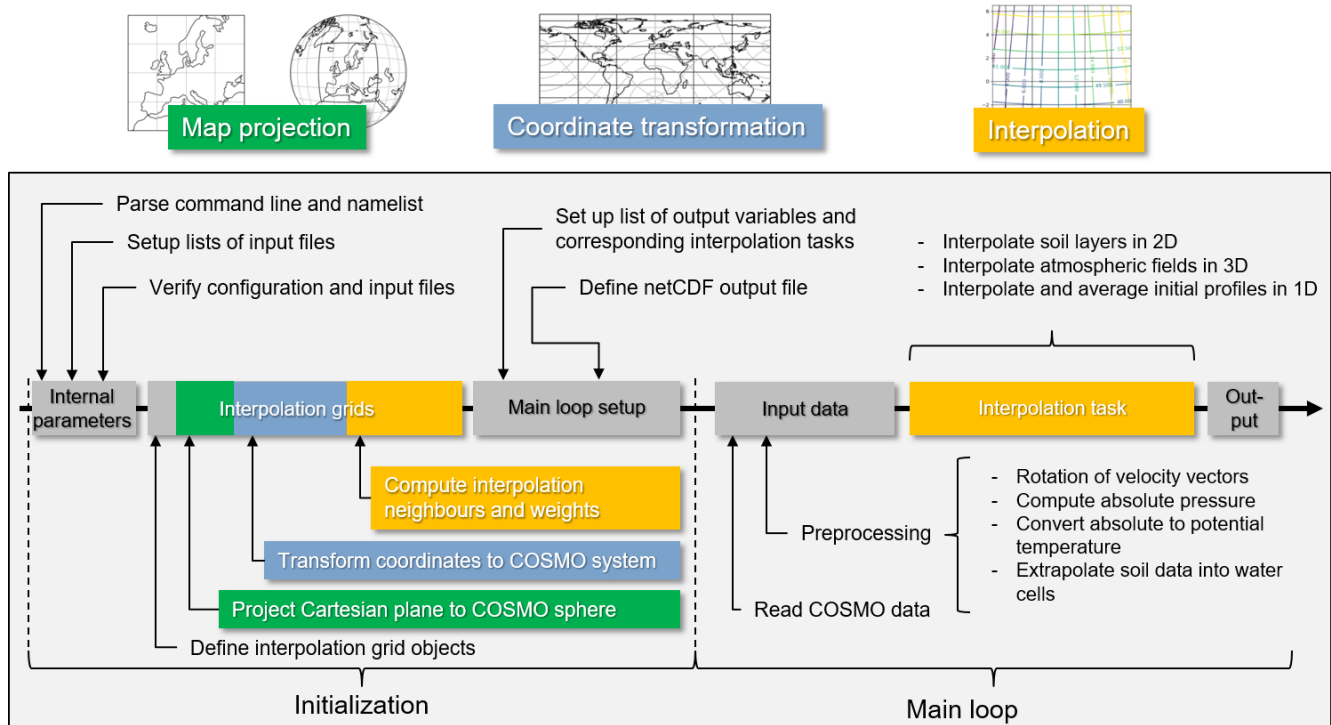 Map projection
Coordinate transformation
Interpolation
Parse command line and namelist
Setup lists of input files
Verify configuration and input files
Set up list of output variables and
corresponding interpolation tasks
Define netCDF output file
- Interpolate soil layers in 2D
- Interpolate atmospheric fields in 3D
- Interpolate and average initial profiles in 1D
Internal
parameters
Interpolation grids
Main loop setup
Input data
Interpolation task
Out-
put
Compute interpolation
neighbours and weights
Transform coordinates to COSMO system
Project Cartesian plane to COSMO sphere
Define interpolation grid objects
Preprocessing
Read COSMO data
- Rotation of velocity vectors
- Compute absolute pressure
- Convert absolute to potential
temperature
- Extrapolate soil data into water
cells
Initialization
Main loop